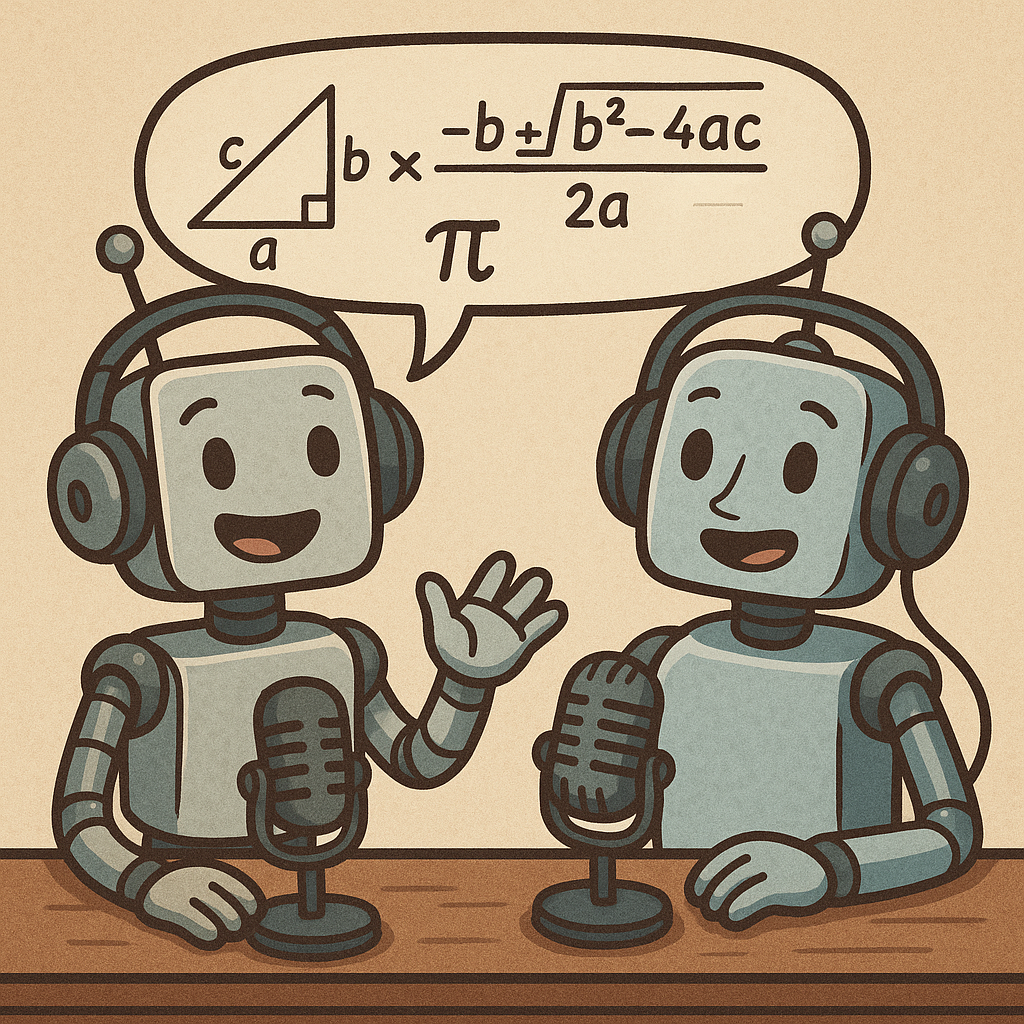 c b × -b ± √b² - 4ac
2a
a π